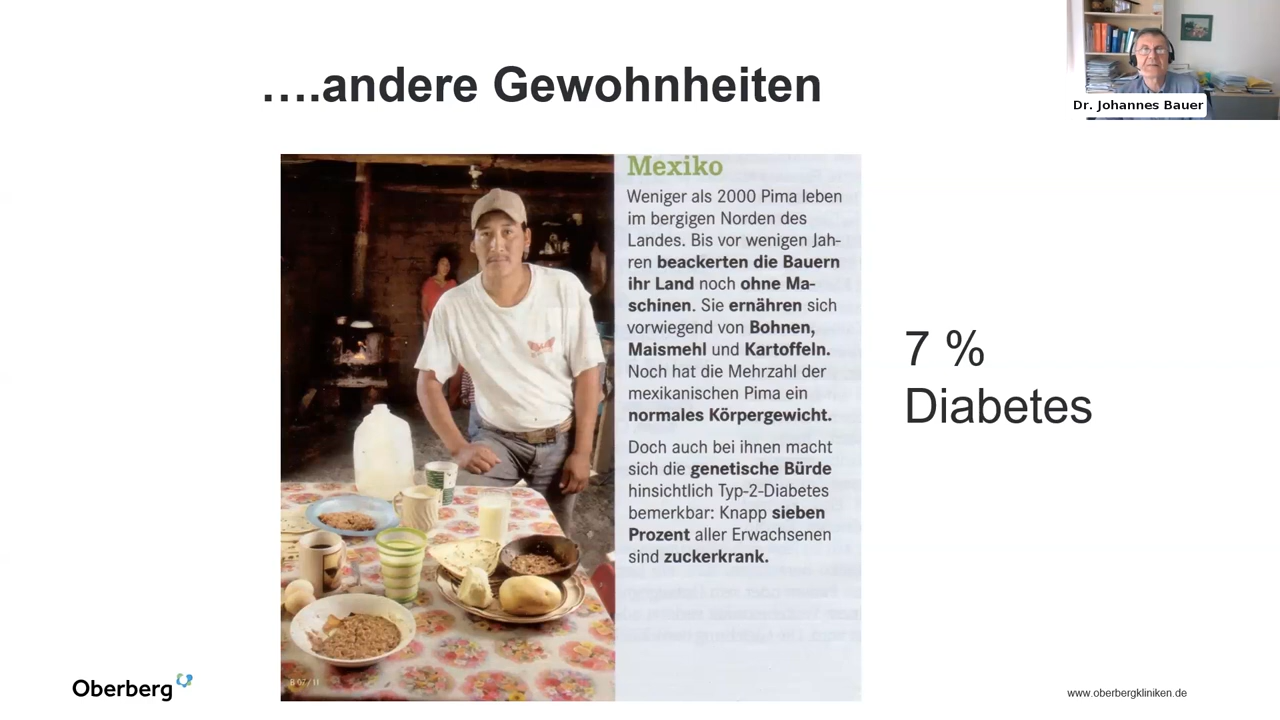 ….andere Gewohnheiten
Dr. Johannes Bauer
Mexiko
Weniger als 2000 Pima leben
im bergigen Norden des
Landes. Bis vor wenigen Jah-
ren beackerten die Bauern
ihr Land noch ohne Ma-
schinen. Sie ernähren sich
vorwiegend von Bohnen,
Maismehl und Kartoffeln.
Noch hat die Mehrzahl der
mexikanischen Pima ein
normales Körpergewicht.
Doch auch bei ihnen macht
sich die genetische Bürde
hinsichtlich Typ-2-Diabetes
bemerkbar: Knapp sieben
Prozent aller Erwachsenen
sind zuckerkrank.
7 %
Diabetes
B 07/11
Oberberg
www.oberbergkliniken.de